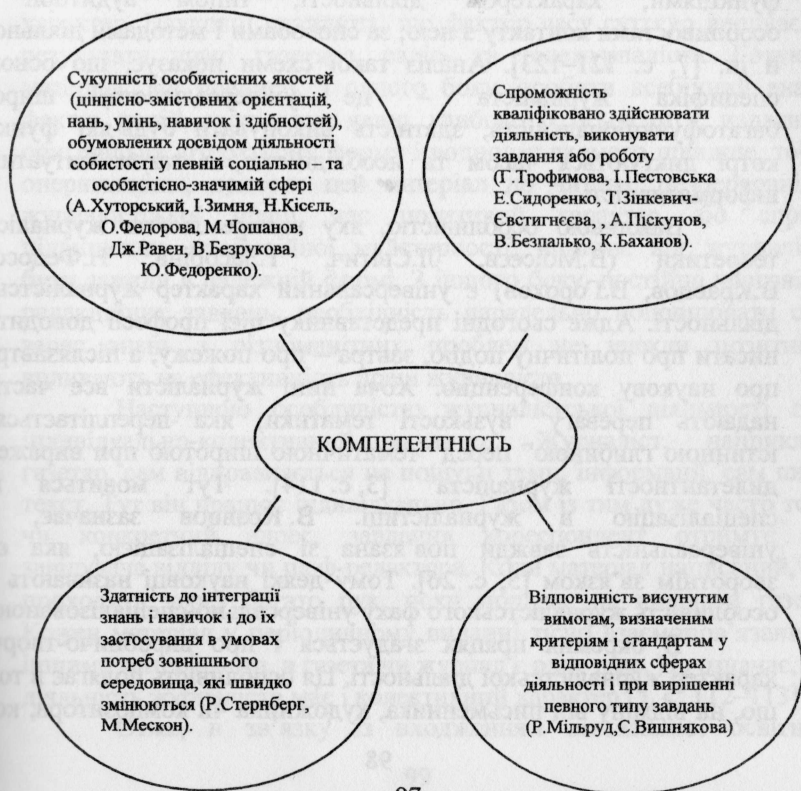 Сукупність особистісних якостей
(ціннісно-змістовних орієнтацій,
знань, умінь, навичок і здібностей),
обумовлених досвідом діяльності
особистості у певній соціально – та
особистісно-значимій сфері
(А.Хуторський, І.Зимня, Н.Кісель,
О.Федорова, М.Чошанов,
Дж.Равен, В.Безрукова,
Ю.Федоренко).
Спроможність
кваліфіковано здійснювати
діяльність,
завдання або роботу
(Г.Трофимова, І.Пестовська
Е.Сидоренко, Т.Зінкевич-
Євстигнєєва, А.Піскунов,
В.Безпалько, К.Баханов).
КОМПЕТЕНТНІСТЬ
Здатність до інтеграції
знань і навичок і до їх
застосування в умовах
потреб зовнішнього
середовища, які швидко
змінюються (Р.Стернберг,
М.Мескон).
Відповідність висунутим
вимогам, визначеним
критеріям і стандартам у
відповідних сферах
діяльності і при вирішенні
певного типу завдань
(Р.Мільруд,С.Вишнякова)